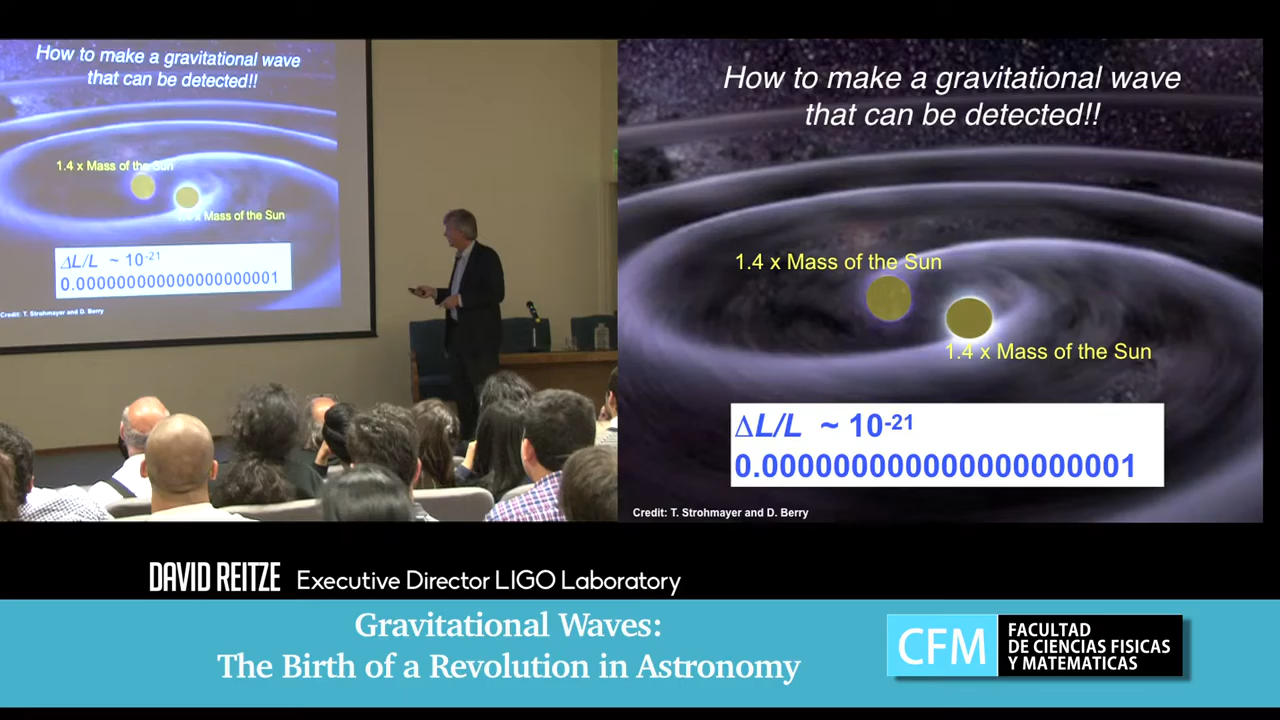 How to make a gravitational wave
that can be detected!!
1.4 x Mass of the Sun
1.4 x Mass of the Sun
ΔL/L ~ 10⁻²¹
0.000000000000000000001
Credit: T. Strohmayer and D. Berry
How to make a gravitational wave
that can be detected!!
1.4 x Mass of the Sun
1.4 x Mass of the Sun
ΔL/L ~ 10⁻²¹
0.000000000000000000001
Credit: T. Strohmayer and D. Berry
DAVID REITZE Executive Director LIGO Laboratory
Gravitational Waves:
The Birth of a Revolution in Astronomy
CFM
FACULTAD
DE CIENCIAS FISICAS
Y MATEMATICAS